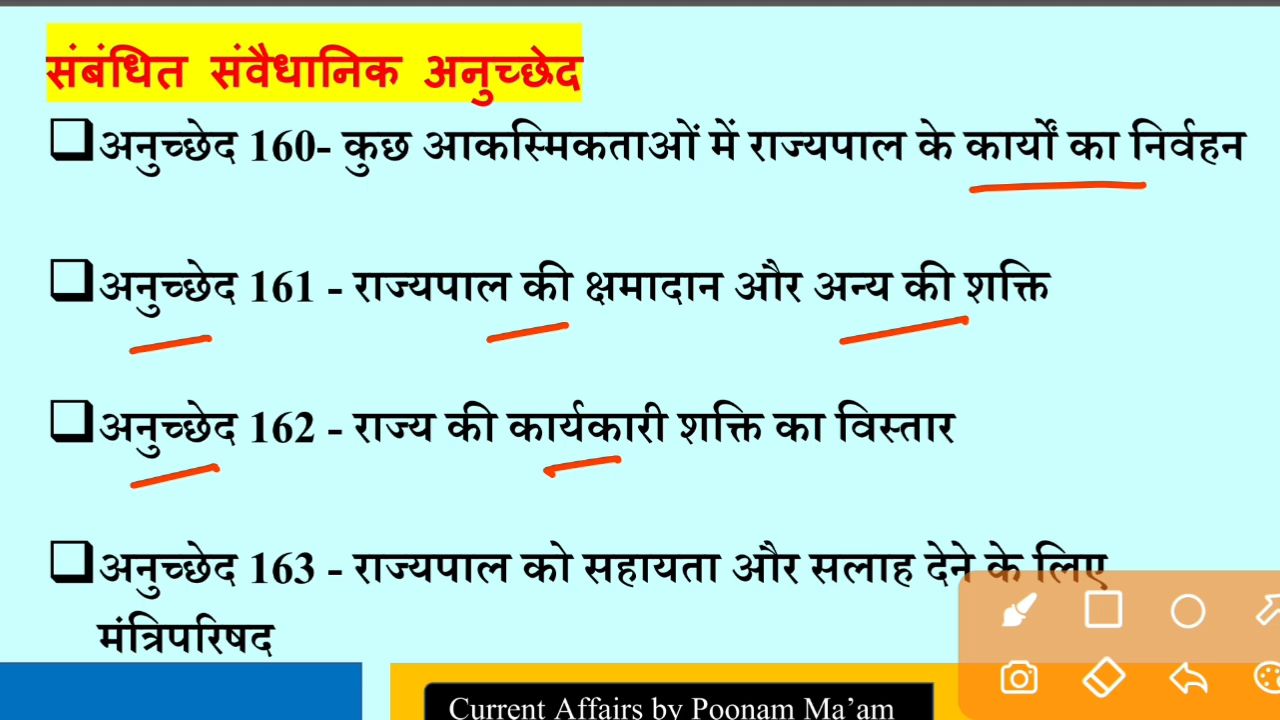 संबंधित संवैधानिक अनुच्छेद
अनुच्छेद 160- कुछ आकस्मिकताओं में राज्यपाल के कार्यों का निर्वहन
अनुच्छेद 161 - राज्यपाल की क्षमादान और अन्य की शक्ति
अनुच्छेद 162 - राज्य की कार्यकारी शक्ति का विस्तार
अनुच्छेद 163 - राज्यपाल को सहायता और सलाह देने के लिए
मंत्रिपरिषद
Current Affairs by Poonam Ma’am